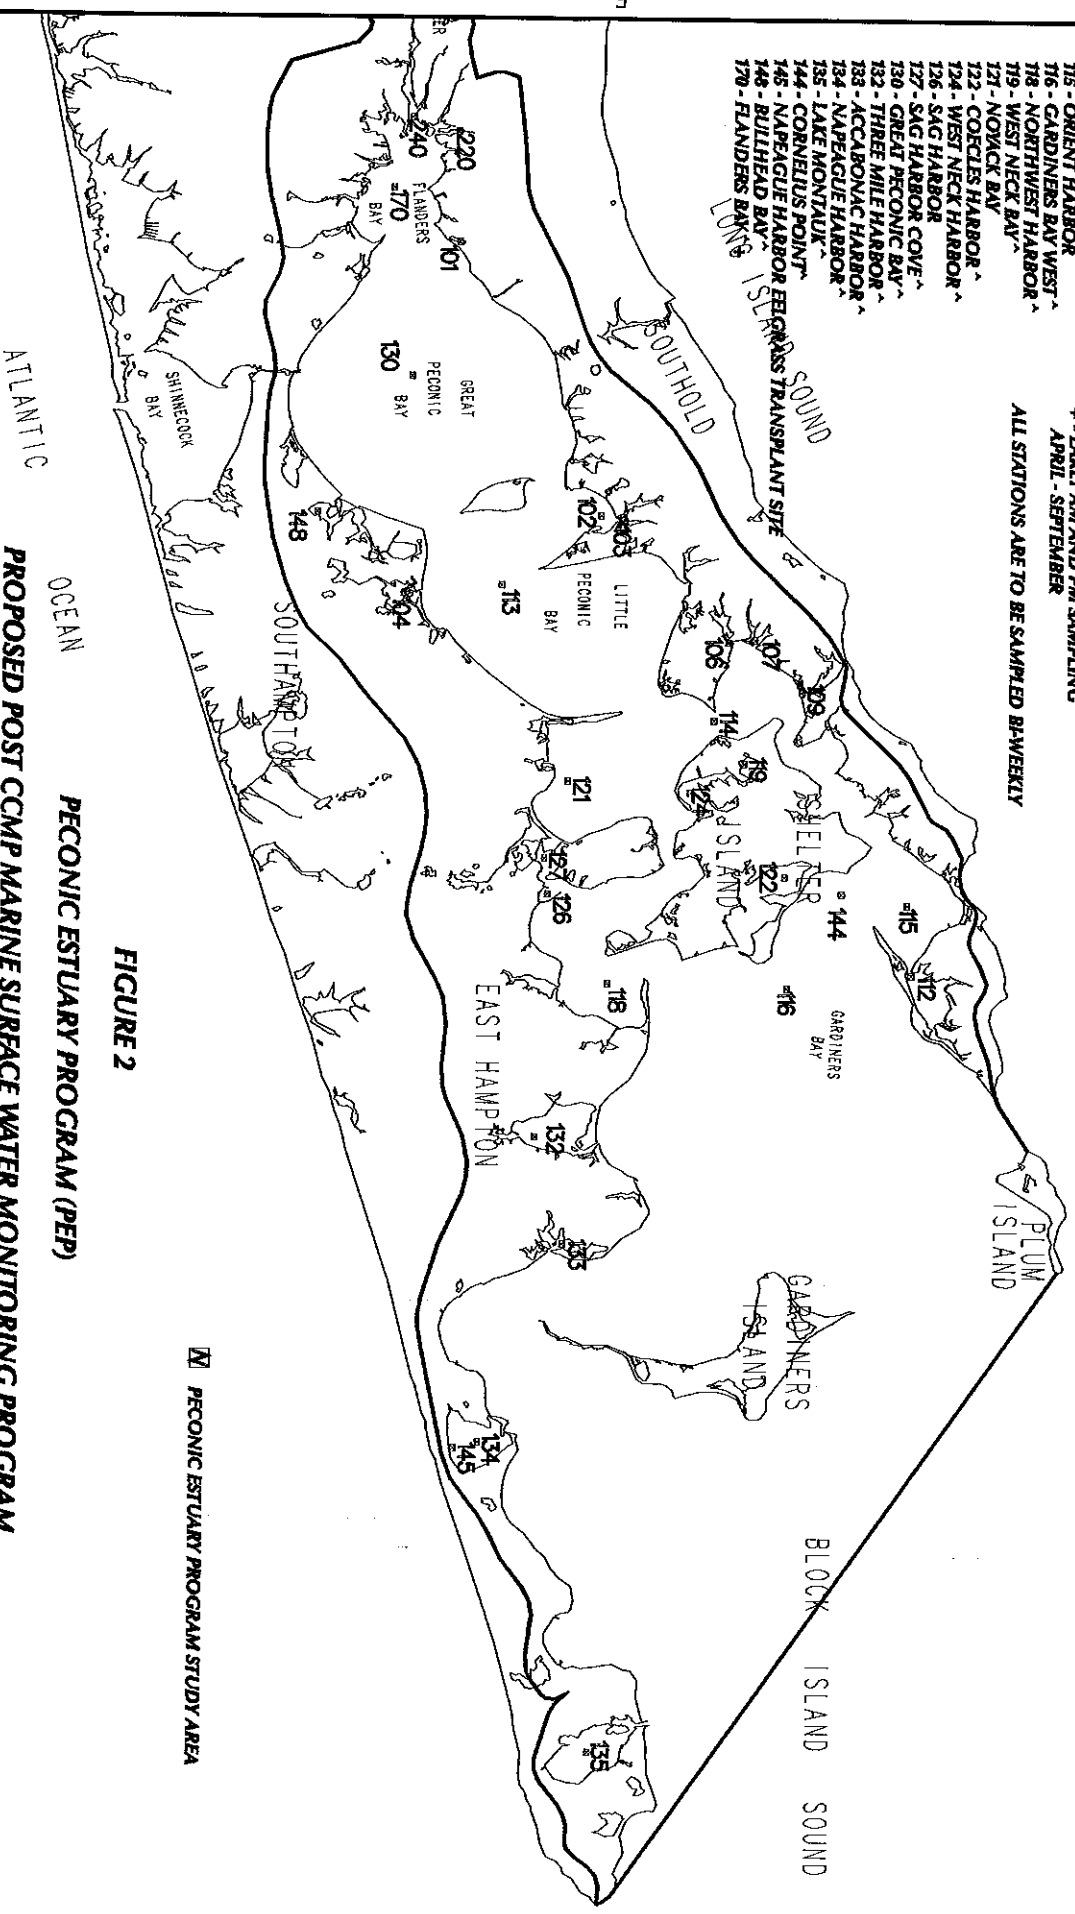 115 - ORIENT HARBOR
116 - GARDINERS BAY WEST ^
118 - NORTHWEST HARBOR ^
119 - WEST NECK BAY ^
121 - NOYACK BAY
122 - COECLES HARBOR ^
124 - WEST NECK HARBOR ^
126 - SAG HARBOR
127 - SAG HARBOR COVE ^
130 - GREAT PECONIC BAY ^
132 - THREE MILE HARBOR ^
133 - ACCABONAC HARBOR ^
134 - NAPEAGUE HARBOR ^
135 - LAKE MONTAUK ^
144 - CORNELIUS POINT ^
145 - NAPEAGUE HARBOR EELGRASS TRANSPLANT SITE
148 - BULLHEAD BAY ^
170 - FLANDERS BAY ^
EARLY AM AND PM SAMPLING
APRIL - SEPTEMBER
ALL STATIONS ARE TO BE SAMPLED BI-WEEKLY
LONG ISLAND SOUND
SOUTHOLD
PLUM
ISLAND
115
112
109
107
144
SHELTER
ISLAND
122
119
124
114
106
116
GARDINERS
BAY
GARDINERS
ISLAND
BLOCK ISLAND SOUND
103
102
LITTLE
PECONIC
BAY
113
118
121
127
126
220
240
170
FLANDERS
BAY
101
GREAT
PECONIC
BAY
130
104
148
EAST HAMPTON
132
133
134
145
135
SOUTHAMPTON
SHINNECOCK
BAY
ATLANTIC
OCEAN
PECONIC ESTUARY PROGRAM STUDY AREA
FIGURE 2
PECONIC ESTUARY PROGRAM (PEP)
PROPOSED POST CCMP MARINE SURFACE WATER MONITORING PROGRAM